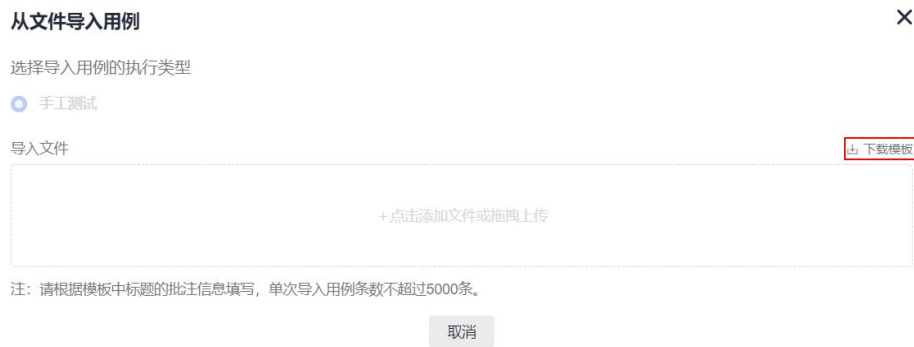 从文件导入用例
选择导入用例的执行类型
手工测试
导入文件
下载模板
+点击添加文件或拖拽上传
注：请根据模板中标题的批注信息填写，单次导入用例条数不超过5000条。
取消